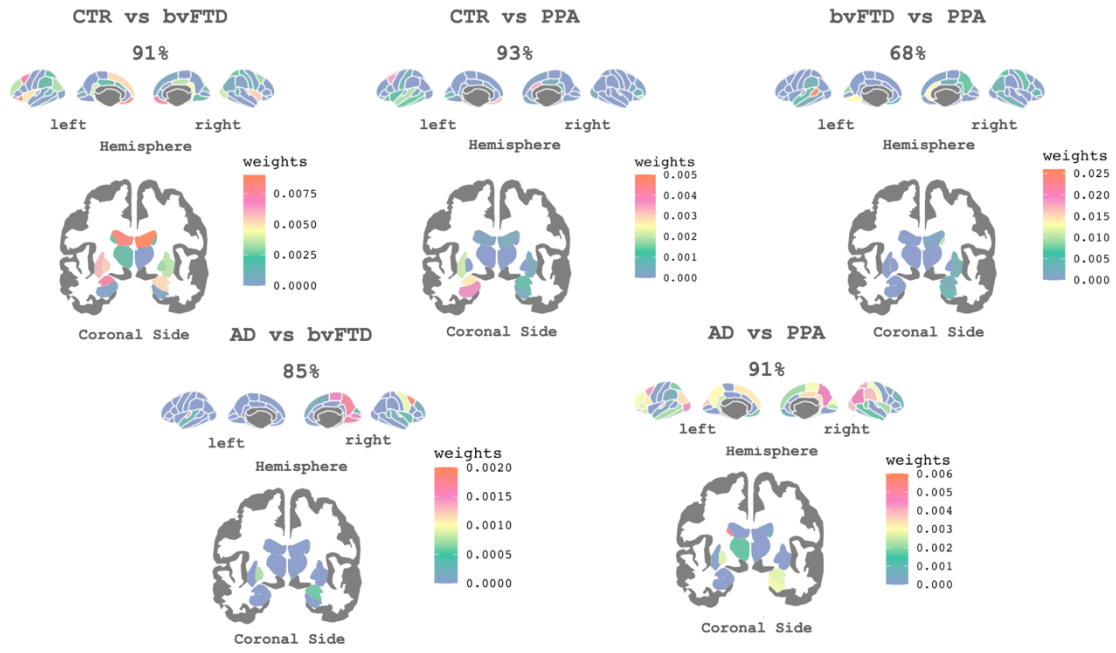 CTR vs bvFTD
91%
left
right
Hemisphere
weights
0.0075
0.0050
0.0025
0.0000
Coronal Side
CTR vs PPA
93%
left
right
Hemisphere
weights
0.005
0.004
0.003
0.002
0.001
0.000
Coronal Side
bvFTD vs PPA
68%
left
right
Hemisphere
weights
0.025
0.020
0.015
0.010
0.005
0.000
Coronal Side
AD vs bvFTD
85%
left
right
Hemisphere
weights
0.0020
0.0015
0.0010
0.0005
0.0000
Coronal Side
AD vs PPA
91%
left
right
Hemisphere
weights
0.006
0.005
0.004
0.003
0.002
0.001
0.000
Coronal Side